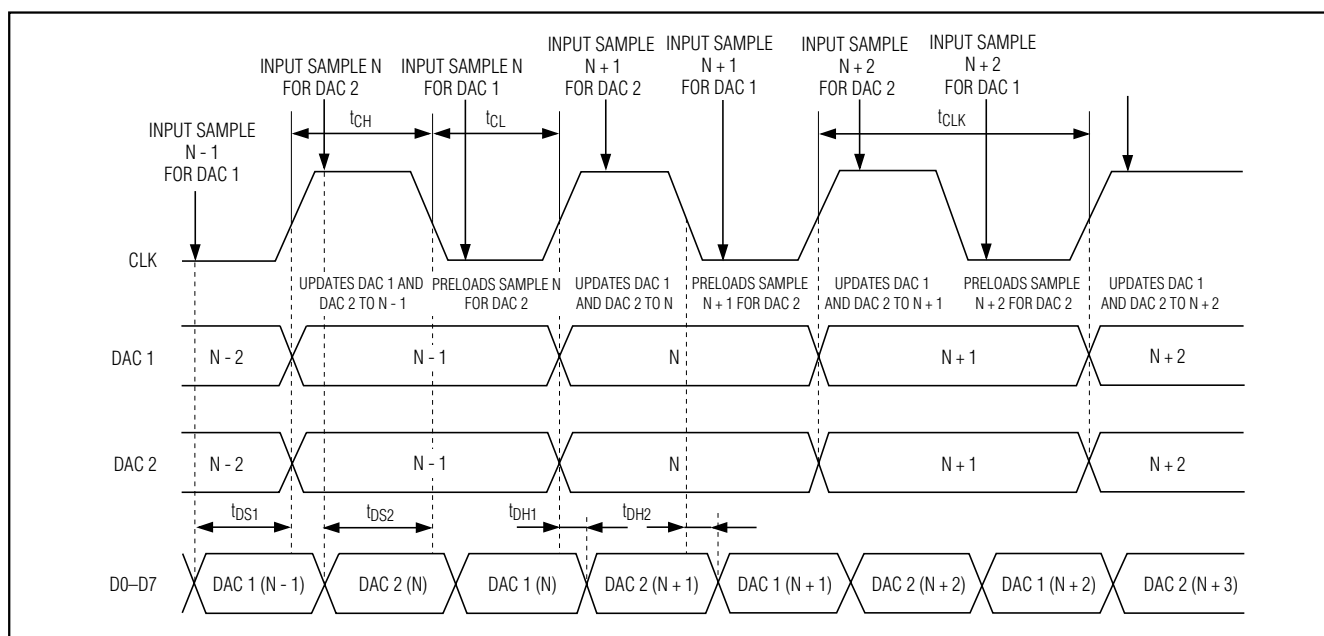 INPUT SAMPLE
N - 1
FOR DAC 1
INPUT SAMPLE N
FOR DAC 2
INPUT SAMPLE N
FOR DAC 1
INPUT SAMPLE
N + 1
FOR DAC 2
INPUT SAMPLE
N + 1
FOR DAC 1
INPUT SAMPLE
N + 2
FOR DAC 2
INPUT SAMPLE
N + 2
FOR DAC 1
tCH
tCL
tCLK
CLK
UPDATES DAC 1 AND
DAC 2 TO N - 1
PRELOADS SAMPLE N
FOR DAC 2
UPDATES DAC 1
AND DAC 2 TO N
PRELOADS SAMPLE
N + 1 FOR DAC 2
UPDATES DAC 1
AND DAC 2 TO N + 1
PRELOADS SAMPLE
N + 2 FOR DAC 2
UPDATES DAC 1
AND DAC 2 TO N + 2
DAC 1
N - 2
N - 1
N
N + 1
N + 2
DAC 2
N - 2
N - 1
N
N + 1
N + 2
tDS1
tDS2
tDH1
tDH2
D0–D7
DAC 1 (N - 1)
DAC 2 (N)
DAC 1 (N)
DAC 2 (N + 1)
DAC 1 (N + 1)
DAC 2 (N + 2)
DAC 1 (N + 2)
DAC 2 (N + 3)